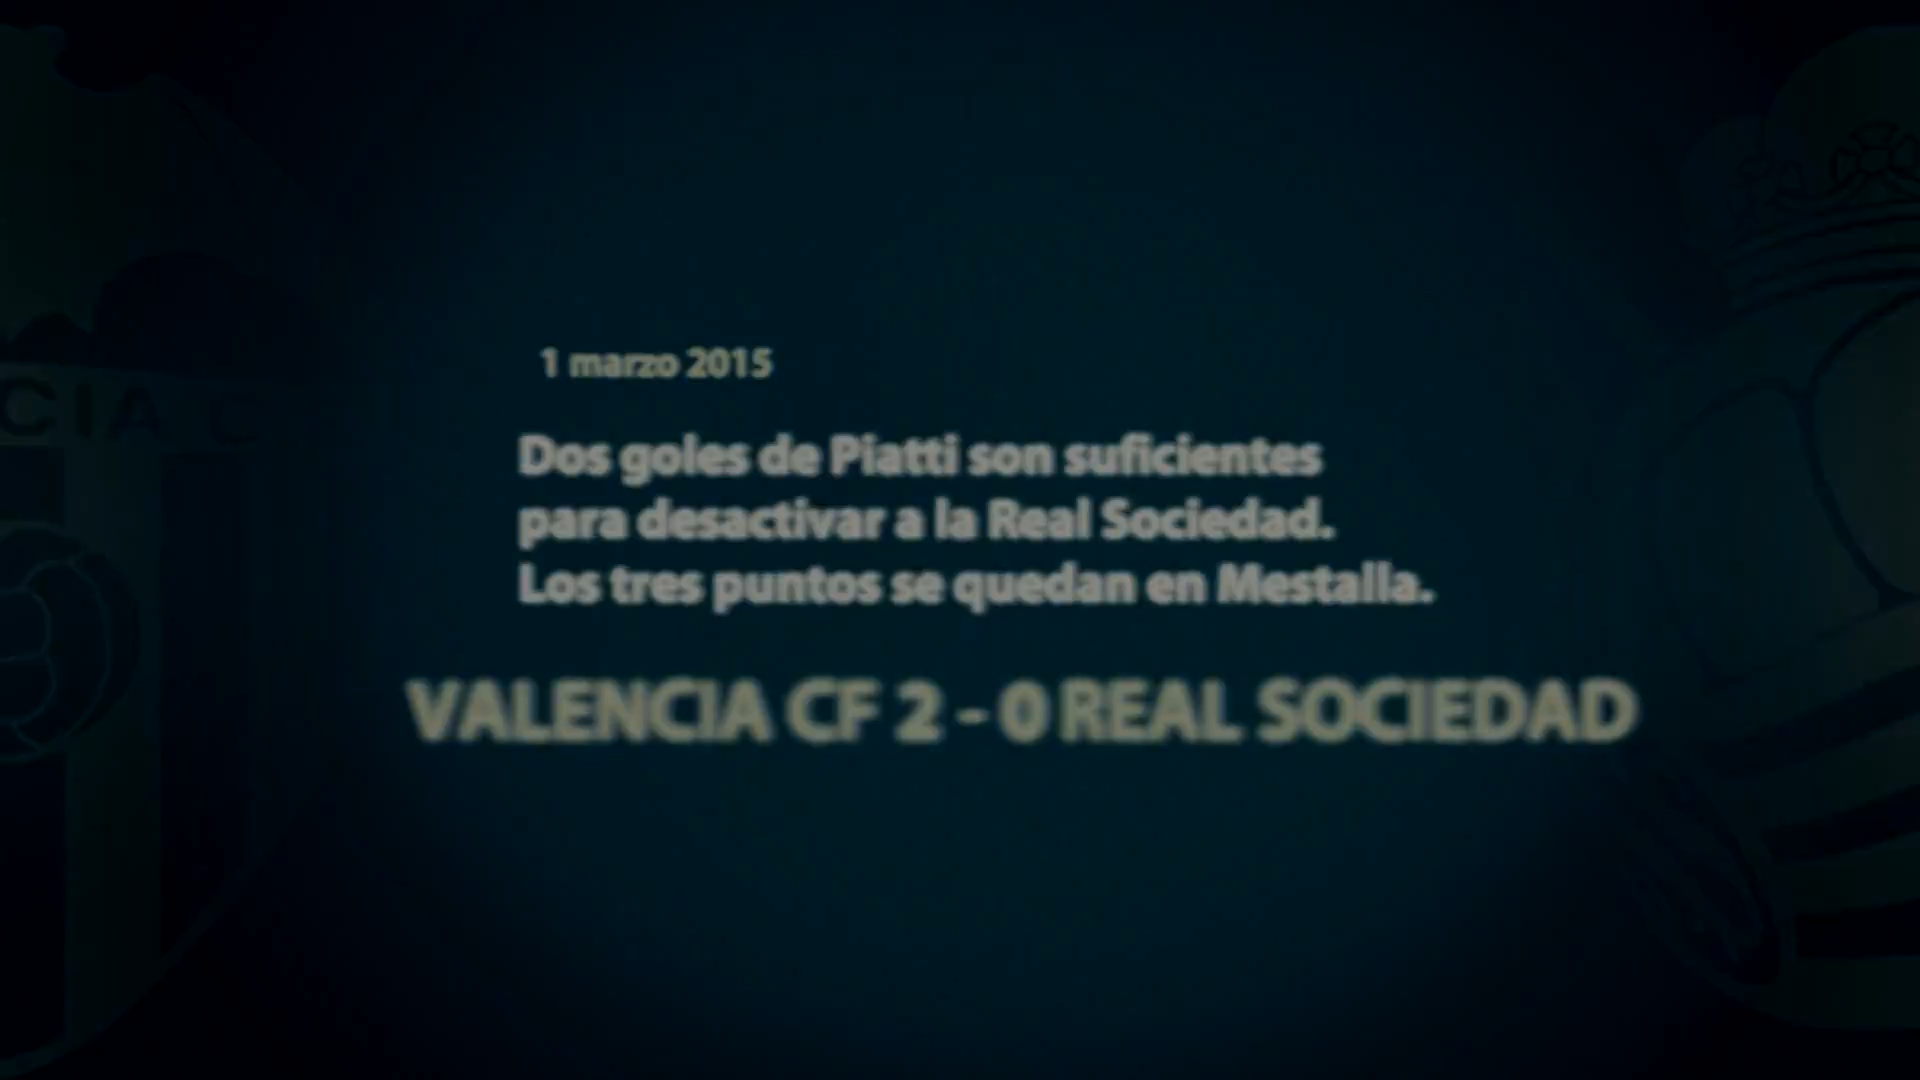 1 marzo 2015
Dos goles de Piatti son suficientes
para desactivar a la Real Sociedad.
Los tres puntos se quedan en Mestalla.
VALENCIA CF 2 - 0 REAL SOCIEDAD
CIA C